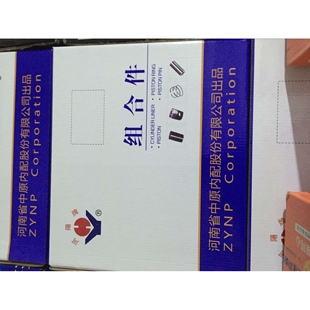 河南省中原内配股份有限公司出品
ZYNP Corporation
组合件
· CYLINDER LINER · PISTON RING
· PISTON · PISTON PIN
®
河南省中原内配股份有限公司出品
ZYNP Corporation